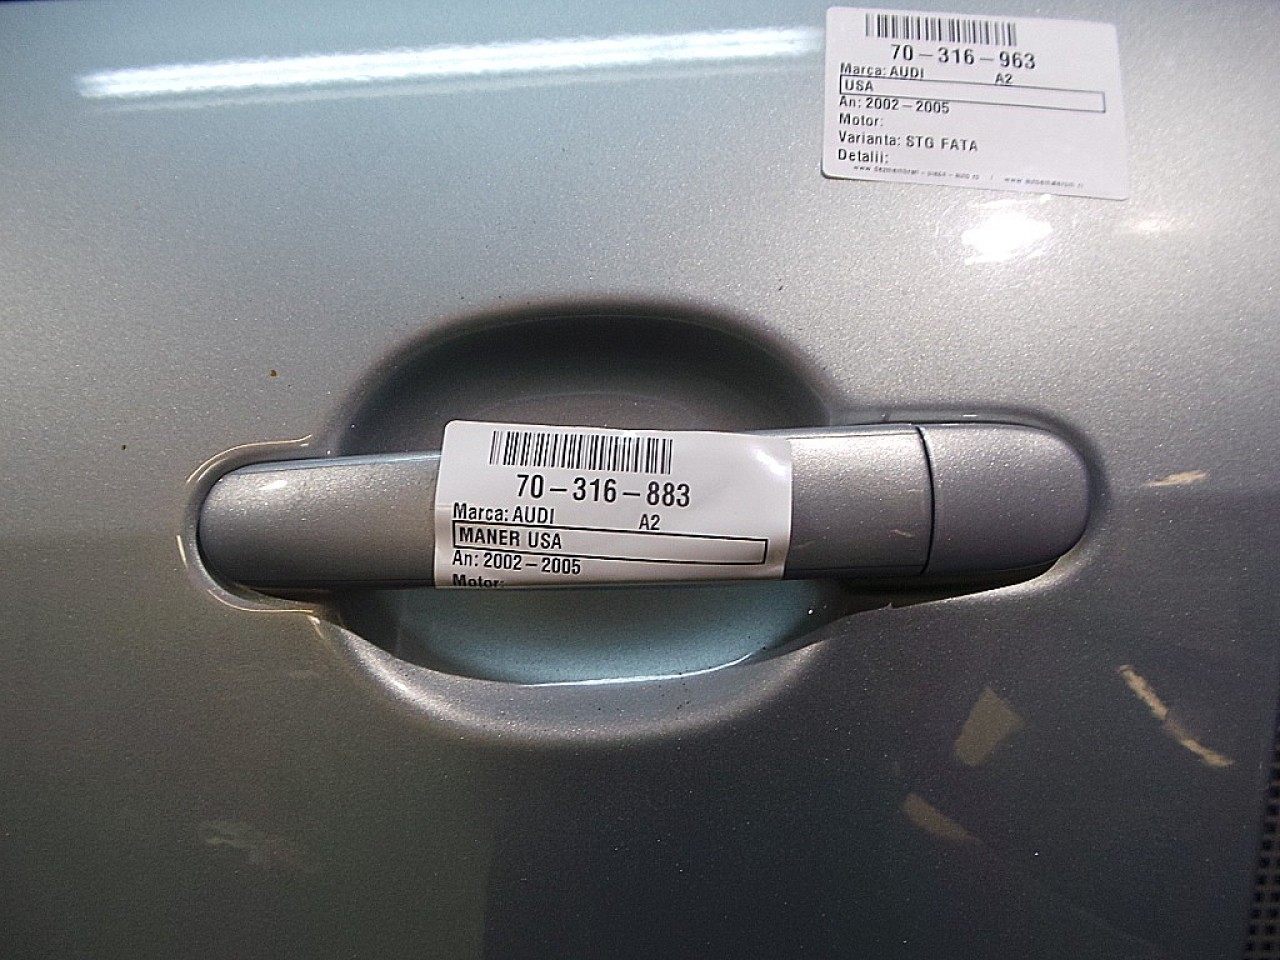 70-316-963
Marca: AUDI A2
USA
An: 2002-2005
Motor:
Varianta: STG FATA
Detalii:
70-316-883
Marca: AUDI A2
MANER USA
An: 2002-2005
Motor: